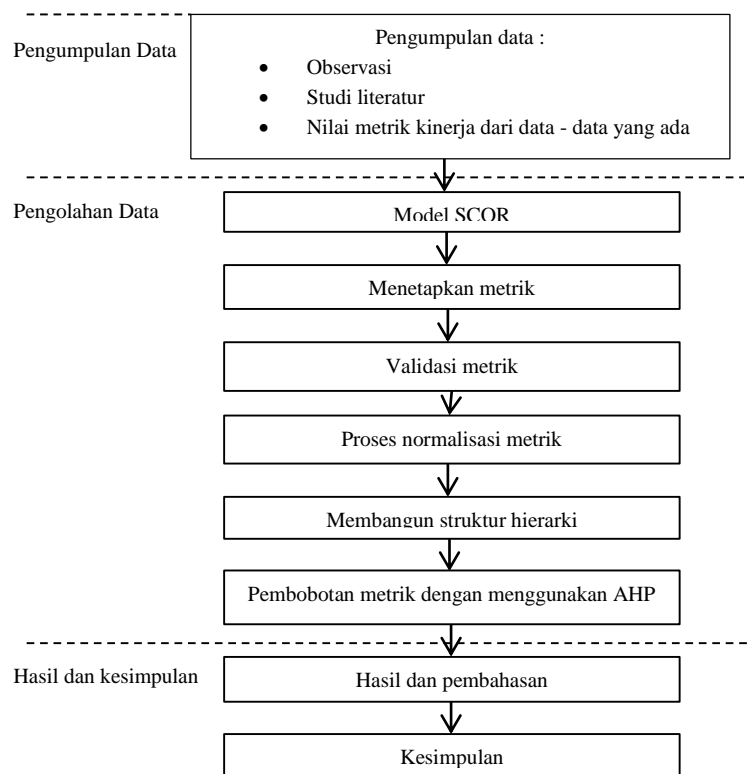 Pengumpulan Data
Pengumpulan data :
• Observasi
• Studi literatur
• Nilai metrik kinerja dari data - data yang ada
Pengolahan Data
Model SCOR
Menetapkan metrik
Validasi metrik
Proses normalisasi metrik
Membangun struktur hierarki
Pembobotan metrik dengan menggunakan AHP
Hasil dan kesimpulan
Hasil dan pembahasan
Kesimpulan